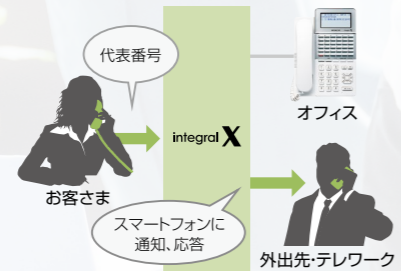 代表番号
オフィス
integral X
お客さま
スマートフォンに
通知、応答
外出先・テレワーク